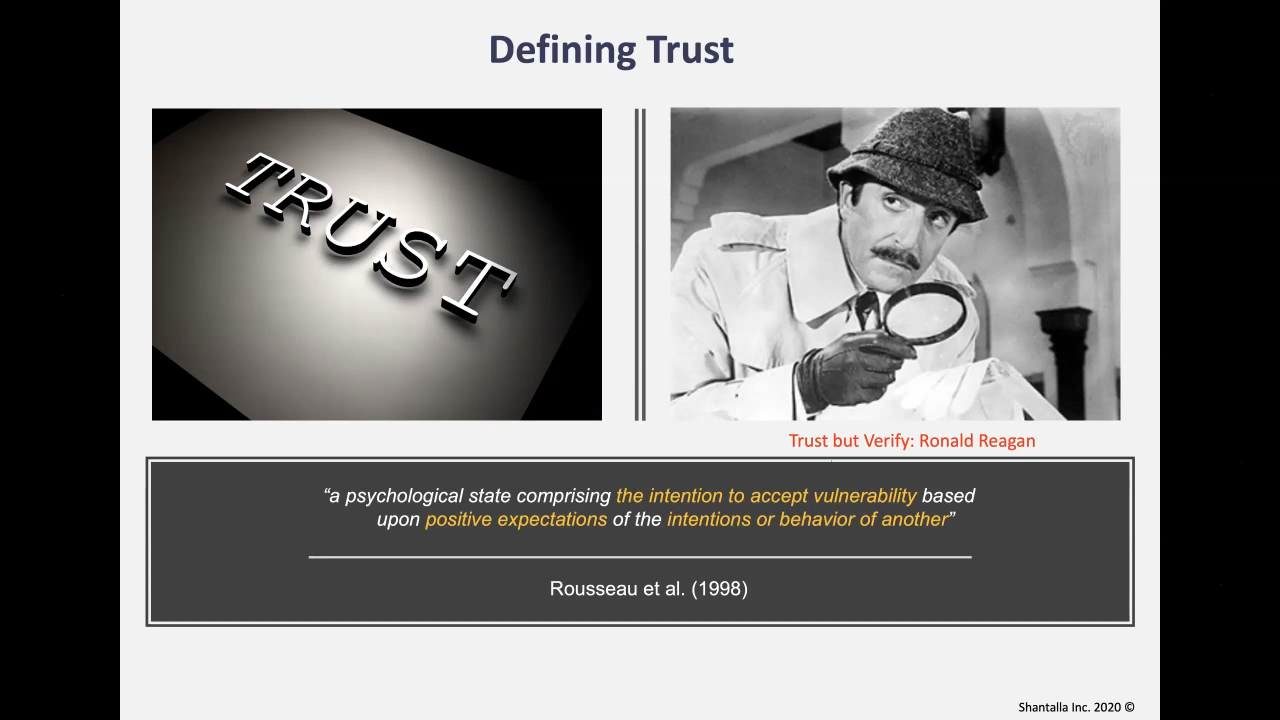 Defining Trust
TRUST
Trust but Verify: Ronald Reagan
“a psychological state comprising the intention to accept vulnerability based
upon positive expectations of the intentions or behavior of another”
Rousseau et al. (1998)
Shantalla Inc. 2020 ©